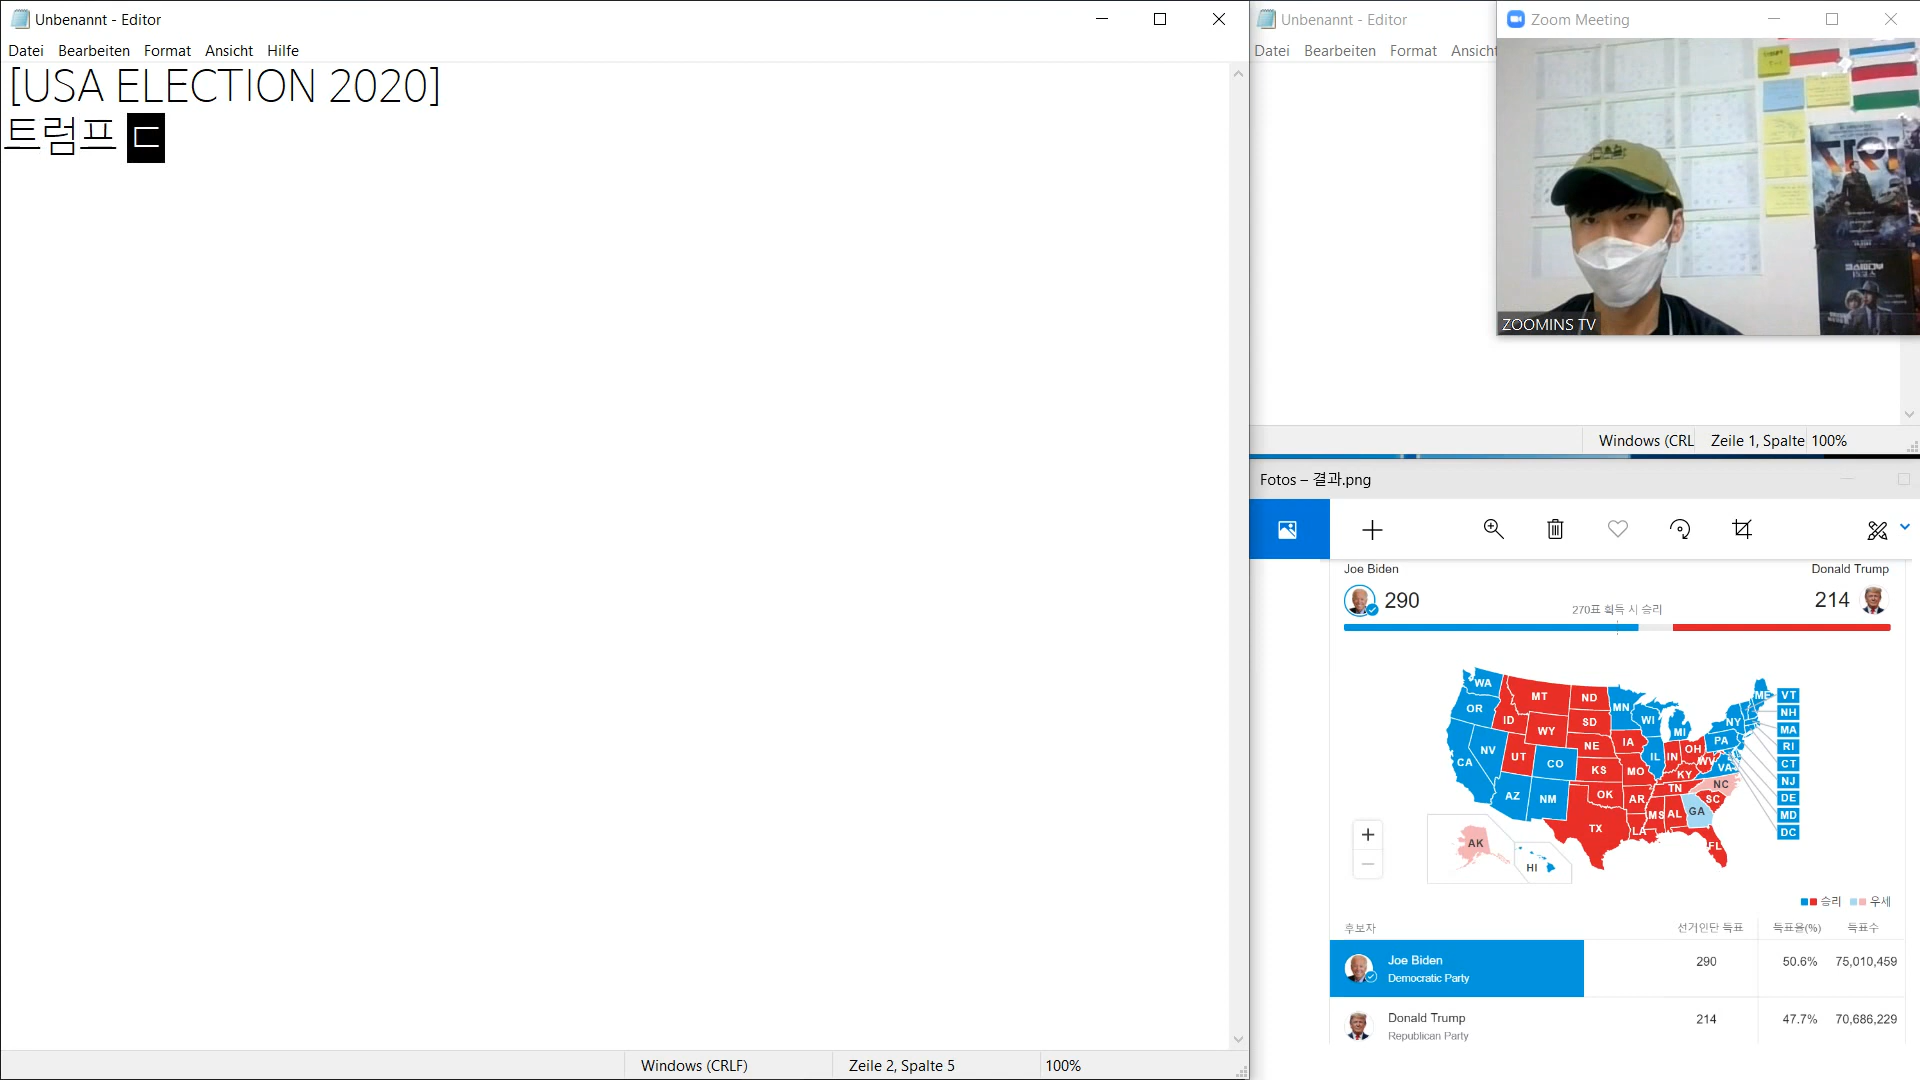 Unbenannt - Editor
Datei Bearbeiten Format Ansicht Hilfe
[USA ELECTION 2020]
트럼프 ㄷ
Windows (CRLF) Zeile 2, Spalte 5 100%
Unbenannt - Editor
Datei Bearbeiten Format Ansicht
Zoom Meeting
ZOOMINS TV
Windows (CRL Zeile 1, Spalte 100%
Fotos – 결과.png
Joe Biden Donald Trump
290 270표 획득 시 승리 214
WA MT ND MN ME VT
OR ID SD WI NY NH
WY MI MA
NV UT NE IA PA RI
CA CO IL IN OH WV VA CT
KS MO KY NJ
AZ NM OK AR TN NC DE
SC MD
TX LA MS AL GA DC
FL
AK HI
+
−
승리 우세
후보자 선거인단 득표 득표율(%) 득표수
Joe Biden 290 50.6% 75,010,459
Democratic Party
Donald Trump 214 47.7% 70,686,229
Republican Party